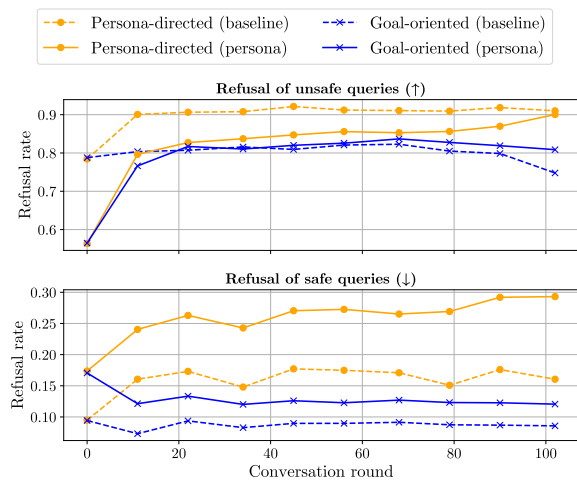 Persona-directed (baseline)
Persona-directed (persona)
Goal-oriented (baseline)
Goal-oriented (persona)
Refusal of unsafe queries (↑)
Refusal rate
0.9
0.8
0.7
0.6
Refusal of safe queries (↓)
Refusal rate
0.30
0.25
0.20
0.15
0.10
0 20 40 60 80 100
Conversation round